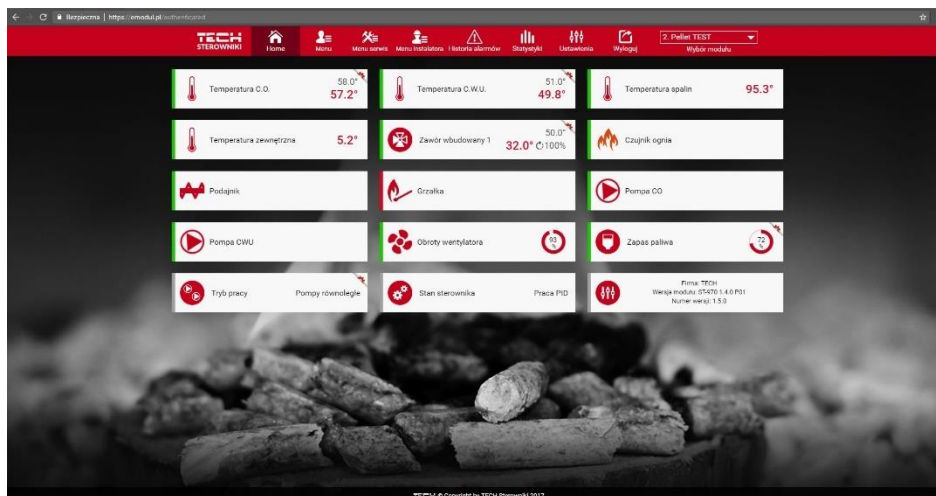 Bezpieczna | https://emodul.pl/authenticated
TECH
STEROWNIKI
Home
Menu
Menu serwis
Menu instalatora
Historia alarmów
Statystyki
Ustawienia
Wyloguj
2. Pellet TEST
Wybór modułu
Temperatura C.O.
58.0°
57.2°
Temperatura C.W.U.
51.0°
49.8°
Temperatura spalin
95.3°
Temperatura zewnętrzna
5.2°
Zawór wbudowany 1
50.0°
32.0° 100%
Czujnik ognia
Podajnik
Grzałka
Pompa CO
Pompa CWU
Obroty wentylatora
93
%
Zapas paliwa
72
%
Tryb pracy
Pompy równoległe
Stan sterownika
Praca PID
Firma: TECH
Wersja modułu: ST-970 1.4.0 P01
Numer wersji: 1.5.0
TECH © Copyright by TECH Sterowniki 2017